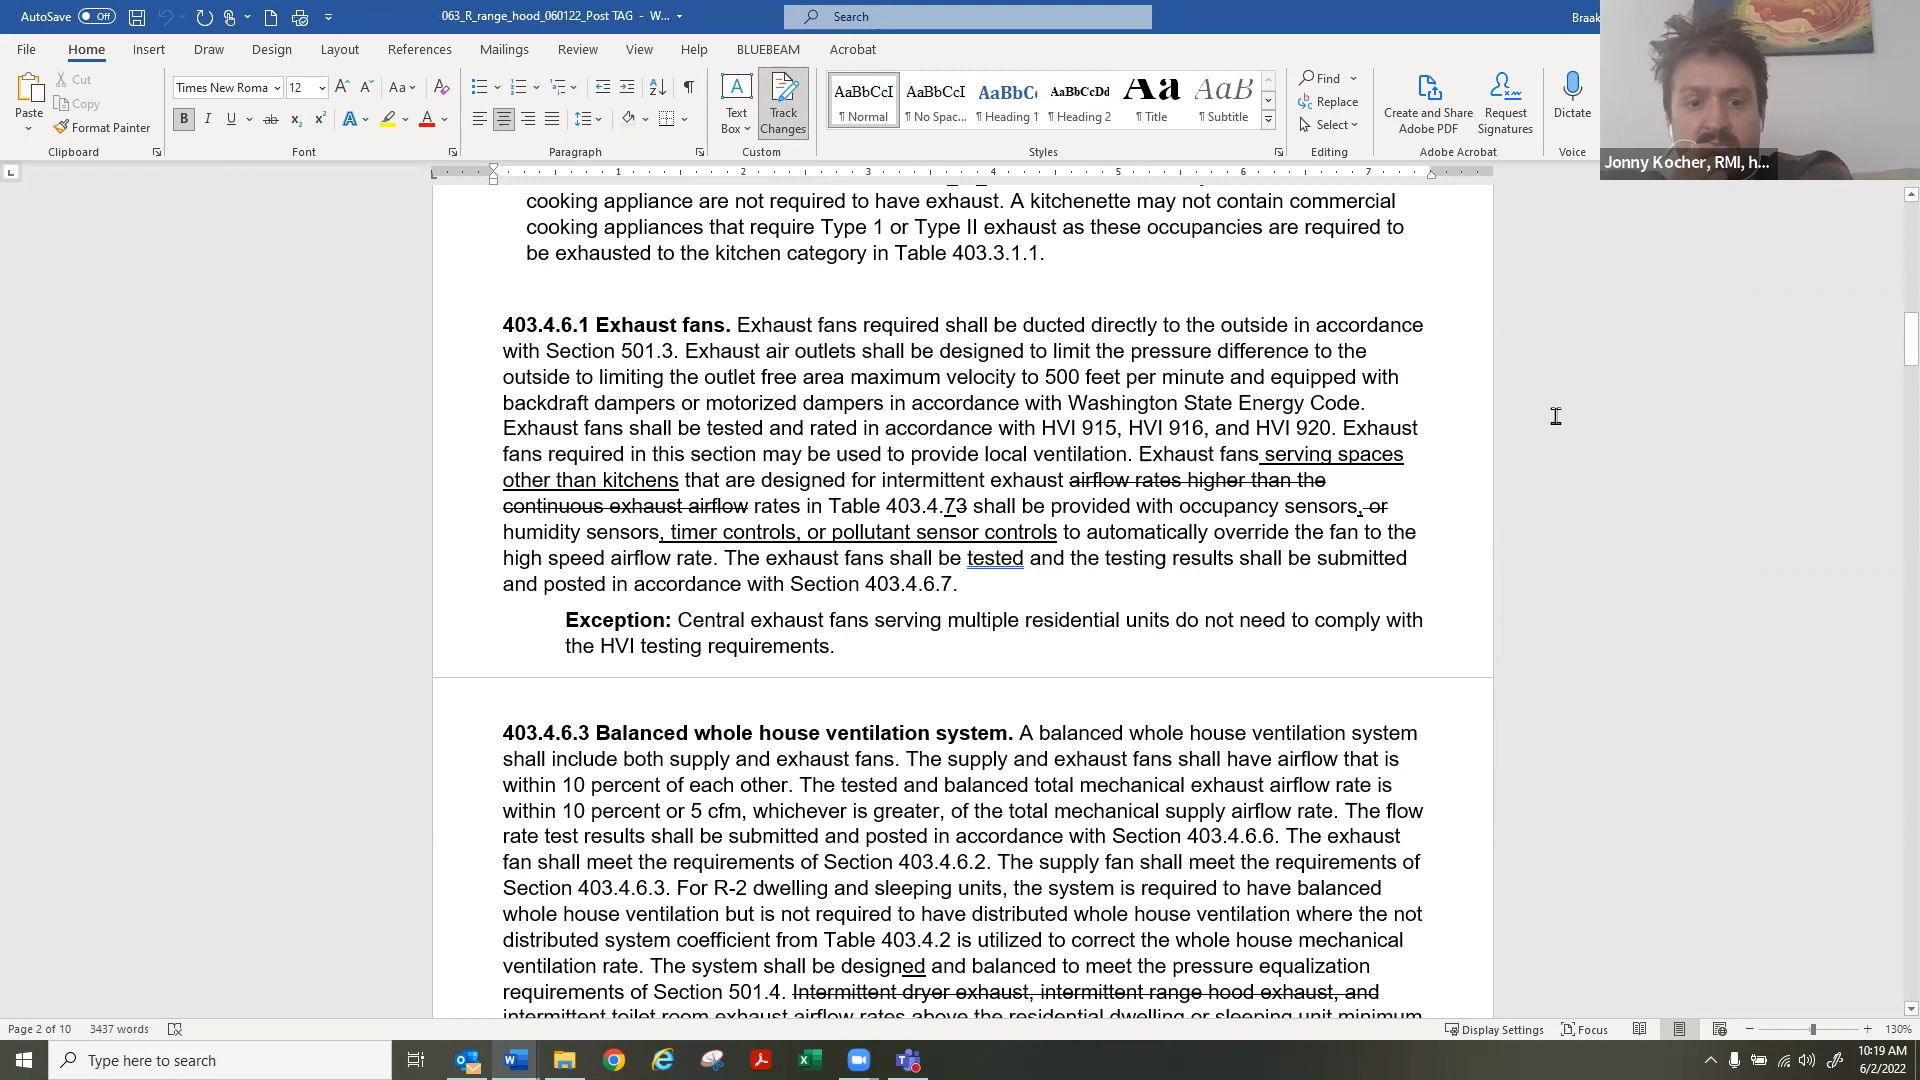 AutoSave Off
063_R_range_hood_060122_Post TAG - W...
Search
Braak
File Home Insert Draw Design Layout References Mailings Review View Help BLUEBEAM Acrobat
Paste
Cut
Copy
Format Painter
Clipboard
Times New Roma 12
Font
Paragraph
Text Box
Track Changes
Custom
AaBbCcI AaBbCcI AaBbC AaBbCcDd Aa AaB
¶ Normal ¶ No Spac... ¶ Heading 1 ¶ Heading 2 ¶ Title ¶ Subtitle
Styles
Find
Replace
Select
Editing
Create and Share Adobe PDF
Request Signatures
Adobe Acrobat
Dictate
Voice
Jonny Kocher, RMI, h...
1 2 3 4 5 6 7
cooking appliance are not required to have exhaust. A kitchenette may not contain commercial
cooking appliances that require Type 1 or Type II exhaust as these occupancies are required to
be exhausted to the kitchen category in Table 403.3.1.1.
403.4.6.1 Exhaust fans. Exhaust fans required shall be ducted directly to the outside in accordance
with Section 501.3. Exhaust air outlets shall be designed to limit the pressure difference to the
outside to limiting the outlet free area maximum velocity to 500 feet per minute and equipped with
backdraft dampers or motorized dampers in accordance with Washington State Energy Code.
Exhaust fans shall be tested and rated in accordance with HVI 915, HVI 916, and HVI 920. Exhaust
fans required in this section may be used to provide local ventilation. Exhaust fans serving spaces
other than kitchens that are designed for intermittent exhaust airflow rates higher than the
continuous exhaust airflow rates in Table 403.4.73 shall be provided with occupancy sensors, or
humidity sensors, timer controls, or pollutant sensor controls to automatically override the fan to the
high speed airflow rate. The exhaust fans shall be tested and the testing results shall be submitted
and posted in accordance with Section 403.4.6.7.
Exception: Central exhaust fans serving multiple residential units do not need to comply with
the HVI testing requirements.
403.4.6.3 Balanced whole house ventilation system. A balanced whole house ventilation system
shall include both supply and exhaust fans. The supply and exhaust fans shall have airflow that is
within 10 percent of each other. The tested and balanced total mechanical exhaust airflow rate is
within 10 percent or 5 cfm, whichever is greater, of the total mechanical supply airflow rate. The flow
rate test results shall be submitted and posted in accordance with Section 403.4.6.6. The exhaust
fan shall meet the requirements of Section 403.4.6.2. The supply fan shall meet the requirements of
Section 403.4.6.3. For R-2 dwelling and sleeping units, the system is required to have balanced
whole house ventilation but is not required to have distributed whole house ventilation where the not
distributed system coefficient from Table 403.4.2 is utilized to correct the whole house mechanical
ventilation rate. The system shall be designed and balanced to meet the pressure equalization
requirements of Section 501.4. Intermittent dryer exhaust, intermittent range hood exhaust, and
intermittent toilet room exhaust airflow rates above the residential dwelling or sleeping unit minimum
Page 2 of 10 3437 words
Display Settings Focus 130%
Type here to search
10:19 AM
6/2/2022